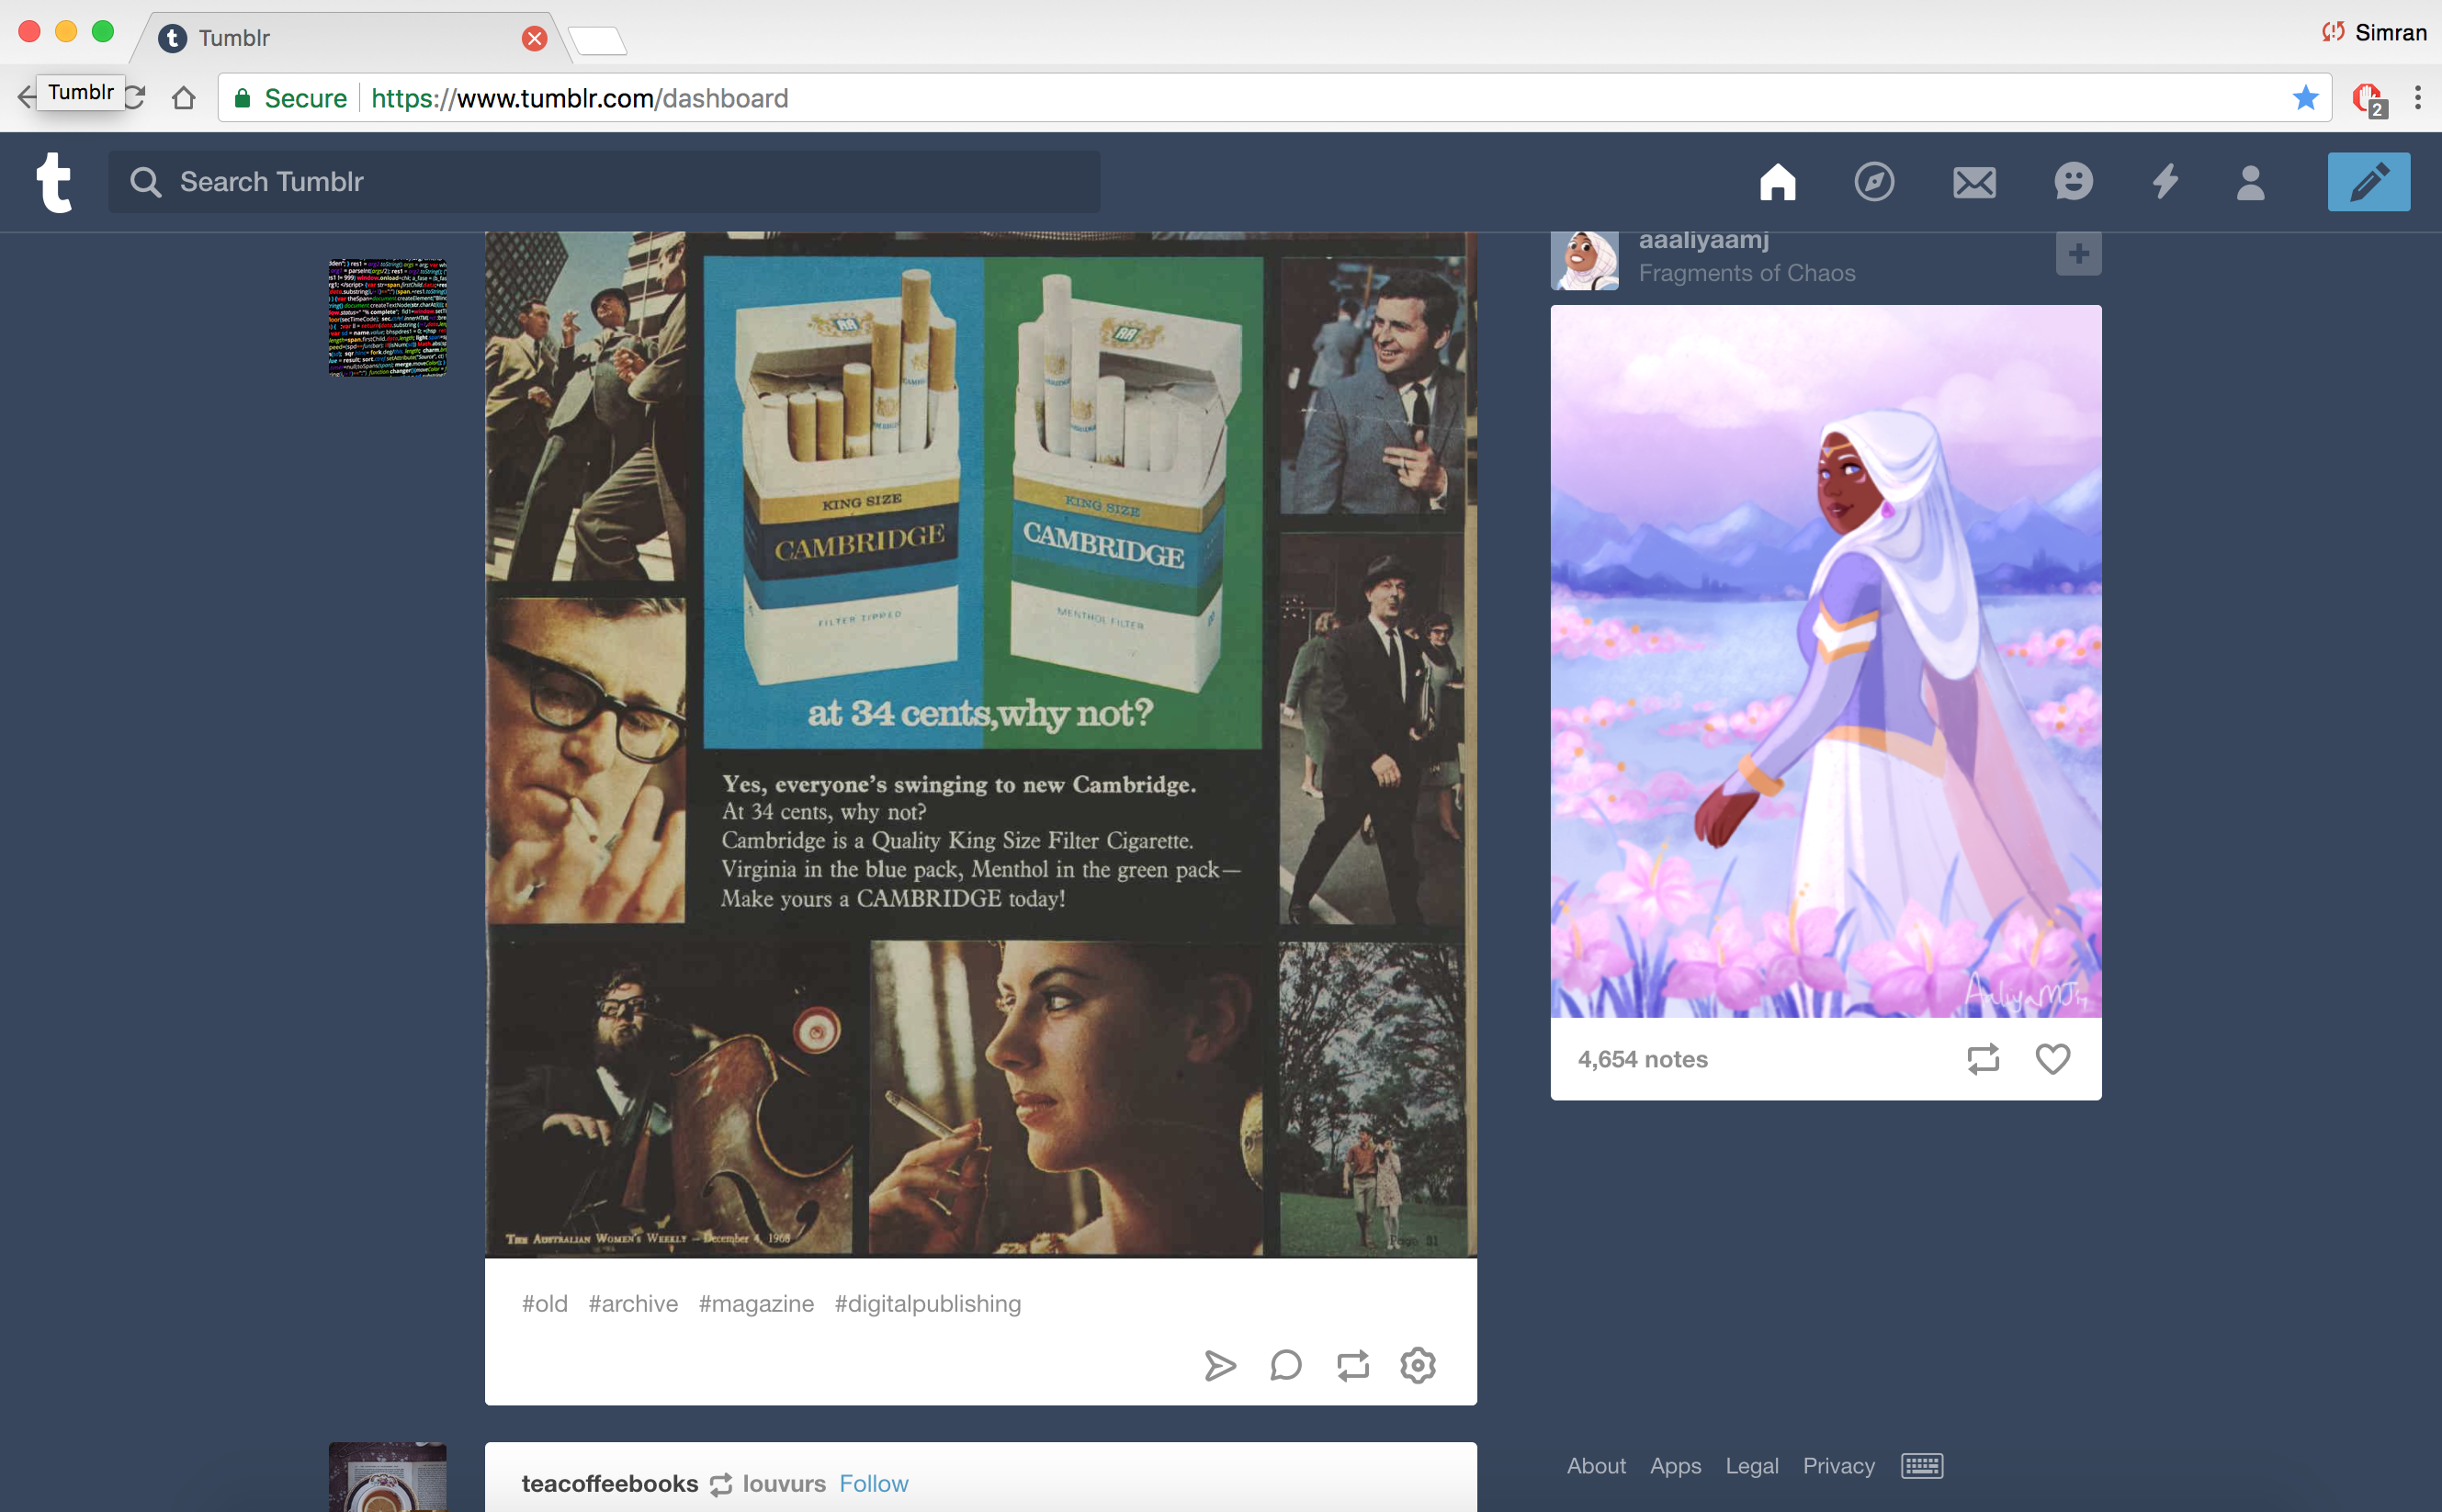 Tumblr
Simran
Tumblr
Secure
https://www.tumblr.com/dashboard
2
Search Tumblr
aaaliyaamj
Fragments of Chaos
KING SIZE
CAMBRIDGE
FILTER TIPPED
KING SIZE
CAMBRIDGE
MENTHOL FILTER
at 34 cents,why not?
Yes, everyone's swinging to new Cambridge.
At 34 cents, why not?
Cambridge is a Quality King Size Filter Cigarette.
Virginia in the blue pack, Menthol in the green pack—
Make yours a CAMBRIDGE today!
THE AUSTRALIAN WOMEN'S WEEKLY – December 4, 1968
Page 31
#old #archive #magazine #digitalpublishing
AaliyaMJ
4,654 notes
teacoffeebooks louvurs Follow
About Apps Legal Privacy